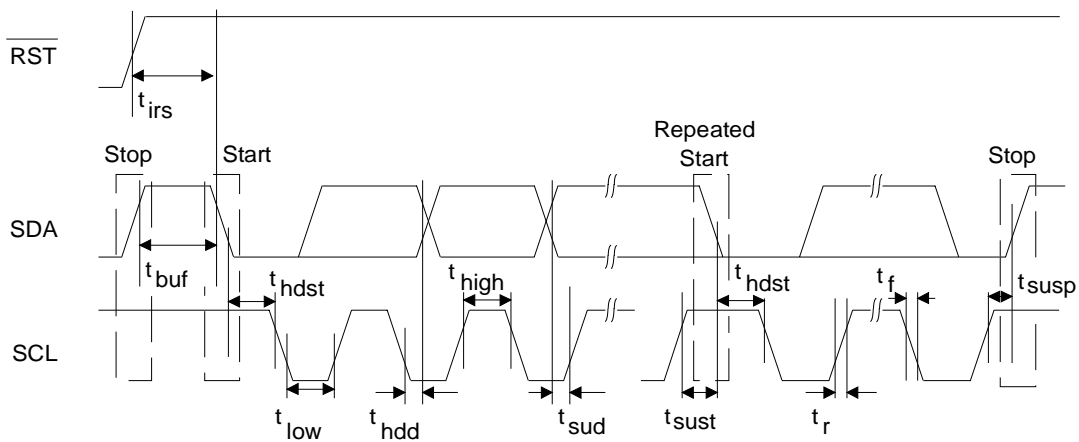 RST
t irs
Repeated
Stop Start Start Stop
SDA
t buf t hdst t high t hdst t f t susp
SCL
t low t hdd t sud t sust t r